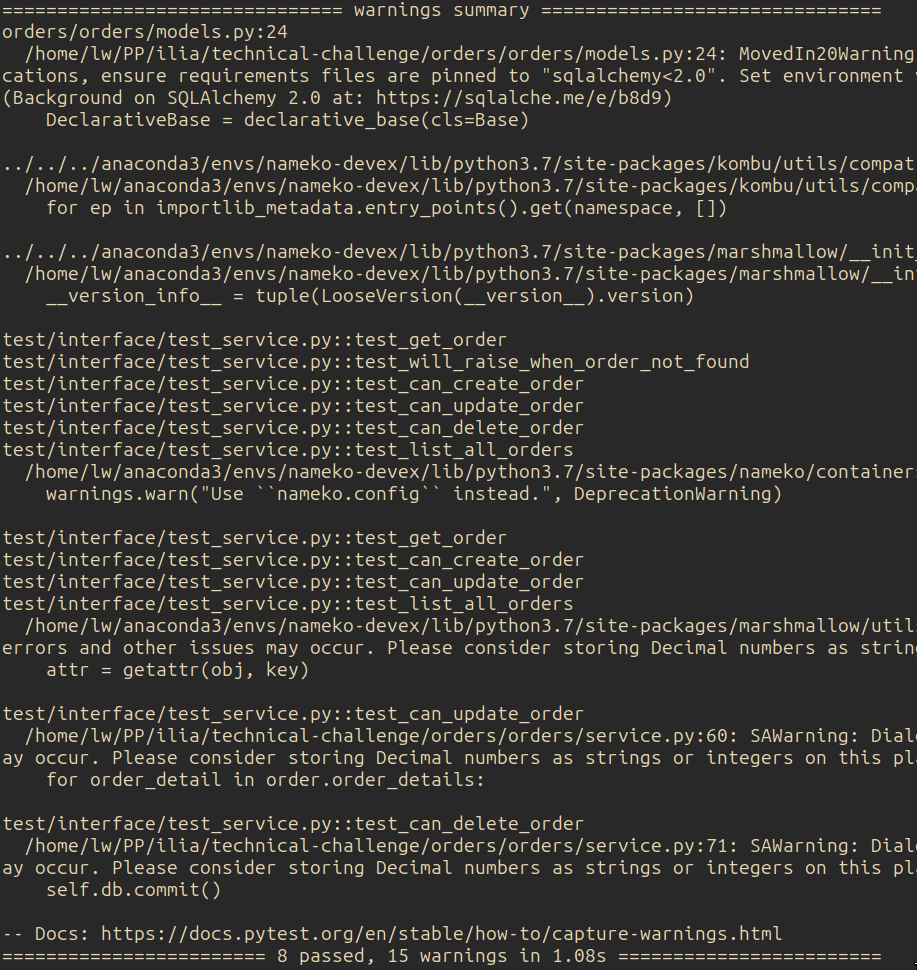 =============================== warnings summary ===============================
orders/orders/models.py:24
  /home/lw/PP/ilia/technical-challenge/orders/orders/models.py:24: MovedIn20Warning
cations, ensure requirements files are pinned to "sqlalchemy<2.0". Set environment
(Background on SQLAlchemy 2.0 at: https://sqlalche.me/e/b8d9)
    DeclarativeBase = declarative_base(cls=Base)

../../../anaconda3/envs/nameko-devex/lib/python3.7/site-packages/kombu/utils/compat
  /home/lw/anaconda3/envs/nameko-devex/lib/python3.7/site-packages/kombu/utils/compa
    for ep in importlib_metadata.entry_points().get(namespace, [])

../../../anaconda3/envs/nameko-devex/lib/python3.7/site-packages/marshmallow/__init_
  /home/lw/anaconda3/envs/nameko-devex/lib/python3.7/site-packages/marshmallow/__in
    __version_info__ = tuple(LooseVersion(__version__).version)

test/interface/test_service.py::test_get_order
test/interface/test_service.py::test_will_raise_when_order_not_found
test/interface/test_service.py::test_can_create_order
test/interface/test_service.py::test_can_update_order
test/interface/test_service.py::test_can_delete_order
test/interface/test_service.py::test_list_all_orders
  /home/lw/anaconda3/envs/nameko-devex/lib/python3.7/site-packages/nameko/containers
    warnings.warn("Use ``nameko.config`` instead.", DeprecationWarning)

test/interface/test_service.py::test_get_order
test/interface/test_service.py::test_can_create_order
test/interface/test_service.py::test_can_update_order
test/interface/test_service.py::test_list_all_orders
  /home/lw/anaconda3/envs/nameko-devex/lib/python3.7/site-packages/marshmallow/utils
errors and other issues may occur. Please consider storing Decimal numbers as string
    attr = getattr(obj, key)

test/interface/test_service.py::test_can_update_order
  /home/lw/PP/ilia/technical-challenge/orders/orders/service.py:60: SAWarning: Diale
ay occur. Please consider storing Decimal numbers as strings or integers on this pla
    for order_detail in order.order_details:

test/interface/test_service.py::test_can_delete_order
  /home/lw/PP/ilia/technical-challenge/orders/orders/service.py:71: SAWarning: Diale
ay occur. Please consider storing Decimal numbers as strings or integers on this pla
    self.db.commit()

-- Docs: https://docs.pytest.org/en/stable/how-to/capture-warnings.html
======================== 8 passed, 15 warnings in 1.08s ========================